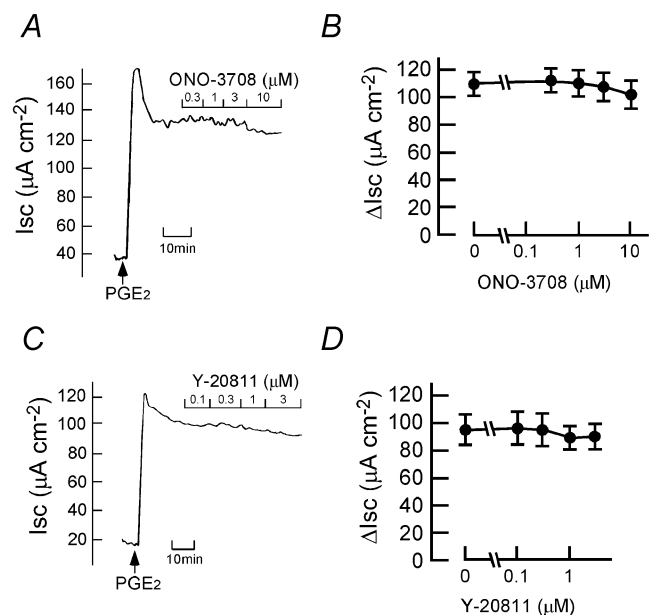 A
160
140
120
100
80
60
40
Isc (µA cm-2)
ONO-3708 (µM)
0.3 1 3 10
10min
PGE2
B
120
100
80
60
40
20
0
ΔIsc (µA cm-2)
0 0.1 1 10
ONO-3708 (µM)
C
120
100
80
60
40
20
Isc (µA cm-2)
Y-20811 (µM)
0.1 0.3 1 3
10min
PGE2
D
120
100
80
60
40
20
0
ΔIsc (µA cm-2)
0 0.1 1
Y-20811 (µM)